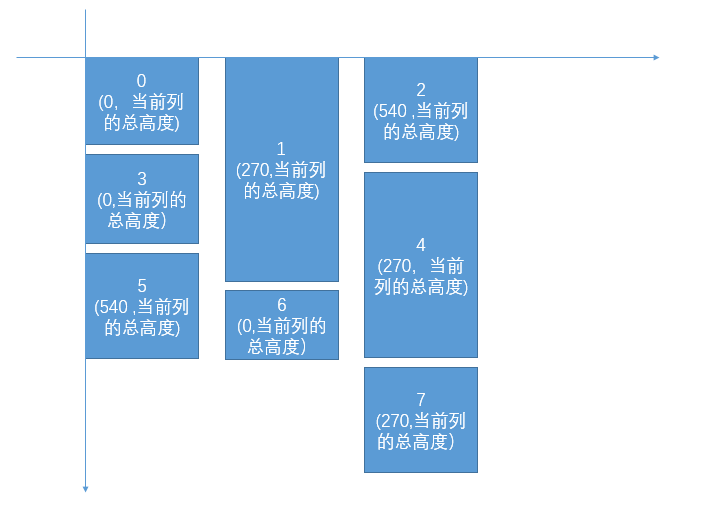 0
(0， 当前列
的总高度)
1
(270,当前列
的总高度)
2
(540 ,当前列
的总高度)
3
(0,当前列的
总高度）
4
(270， 当前
列的总高度)
5
(540 ,当前列
的总高度)
6
(0,当前列的
总高度）
7
(270,当前列
的总高度）